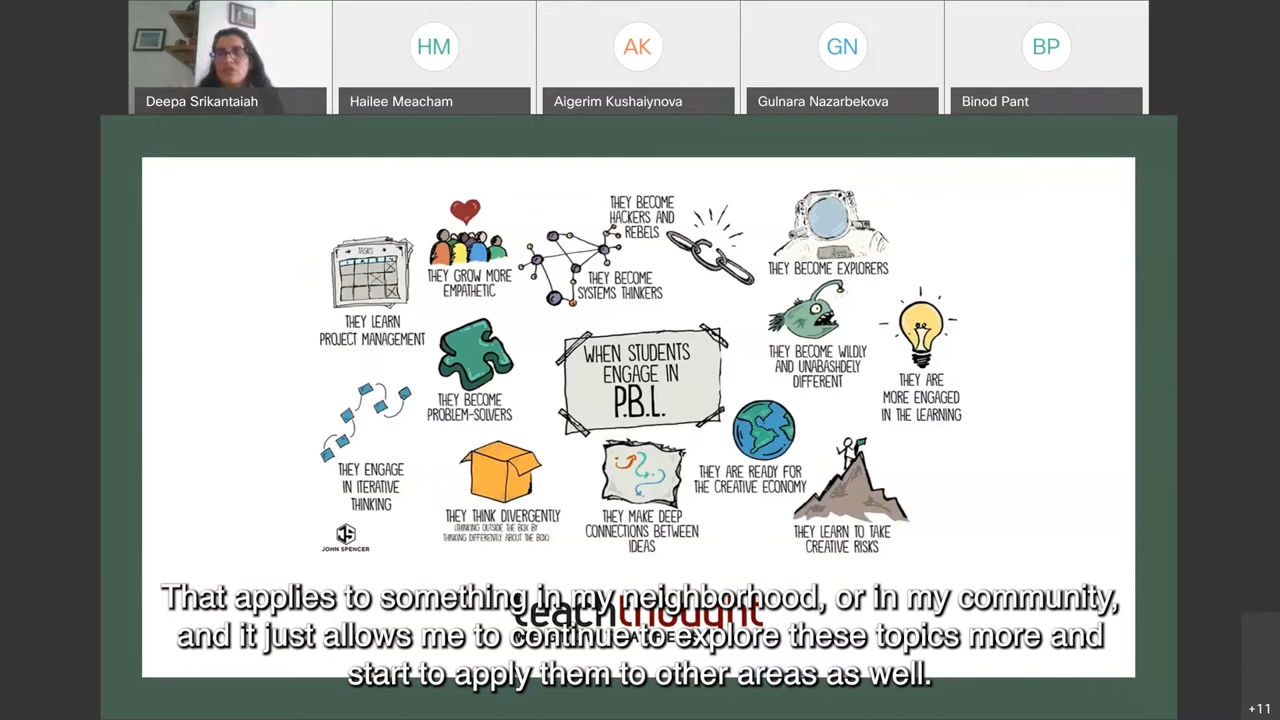 HM
AK
GN
BP
Deepa Srikantaiah
Hailee Meacham
Aigerim Kushaiynova
Gulnara Nazarbekova
Binod Pant
TASKS
THEY LEARN
PROJECT MANAGEMENT
THEY GROW MORE
EMPATHETIC
THEY BECOME
HACKERS AND
REBELS
THEY BECOME
SYSTEMS THINKERS
THEY BECOME EXPLORERS
THEY BECOME
PROBLEM-SOLVERS
WHEN STUDENTS
ENGAGE IN
P.B.L.
THEY BECOME WILDLY
AND UNABASHDELY
DIFFERENT
THEY ARE
MORE ENGAGED
IN THE LEARNING
THEY ENGAGE
IN ITERATIVE
THINKING
THEY THINK DIVERGENTLY
(THINKING OUTSIDE THE BOX BY
THINKING DIFFERENTLY ABOUT THE BOX)
THEY MAKE DEEP
CONNECTIONS BETWEEN
IDEAS
THEY ARE READY FOR
THE CREATIVE ECONOMY
THEY LEARN TO TAKE
CREATIVE RISKS
JS
JOHN SPENCER
teachthought
That applies to something in my neighborhood, or in my community,
and it just allows me to continue to explore these topics more and
start to apply them to other areas as well.
+11